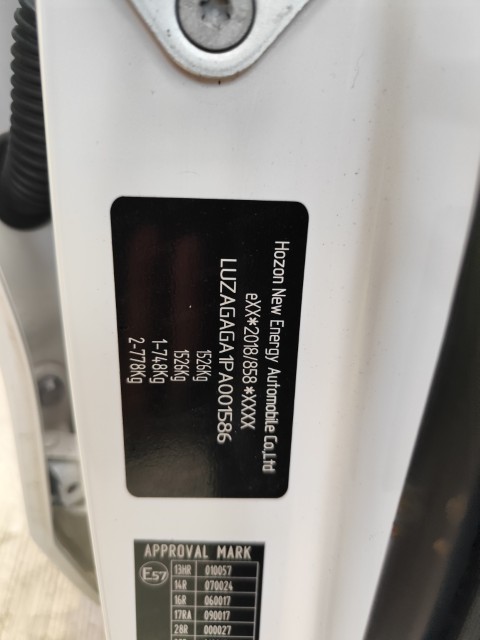 Hozon New Energy Automobile Co.,Ltd
eXX*2018/858*XXXX
LUZAGAGA1PA001586
1526Kg
1526Kg
1-748Kg
2-778Kg
APPROVAL MARK
E57
13HR 010057
14R 070024
16R 060017
17RA 090017
28R 000027